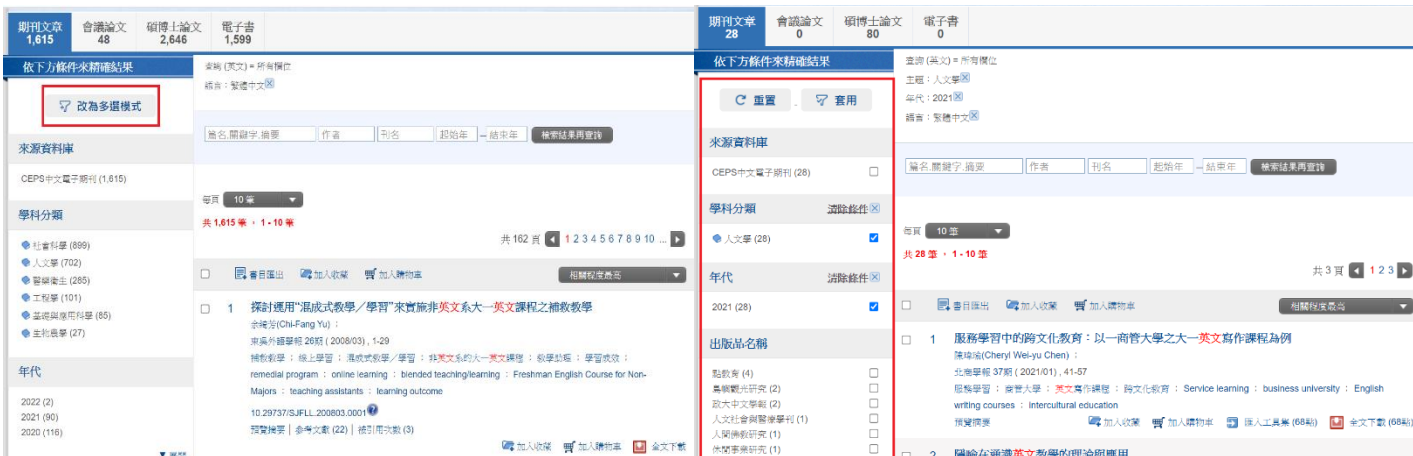 期刊文章 會議論文 碩博士論文 電子書
1,615 48 2,646 1,599
依下方條件來精確結果
改為多選模式
來源資料庫
CEPS中文電子期刊 (1,615)
學科分類
社會科學 (899)
人文學 (702)
醫藥衛生 (265)
工程學 (101)
基礎與應用科學 (85)
生物農學 (27)
年代
2022 (2)
2021 (90)
2020 (116)
查詢 (英文) = 所有欄位
語言：繁體中文
篇名,關鍵字,摘要 作者 刊名 起始年 – 結束年 檢索結果再查詢
每頁 10 筆
共 1,615 筆，1 - 10 筆
共 162 頁 1 2 3 4 5 6 7 8 9 10 ...
書目匯出 加入收藏 加入購物車 相關程度最高
1 探討運用“混成式教學／學習”來實施非英文系大一英文課程之補救教學
余綺芳(Chi-Fang Yu)；
東吳外語學報 26期 ( 2008/03) , 1-29
補救教學；線上學習；混成式教學／學習；非英文系的大一英文課程；教學助理；學習成效；
remedial program ; online learning ; blended teaching/learning ; Freshman English Course for Non-
Majors ; teaching assistants ; learning outcome
10.29737/SJFLL.200803.0001
預覽摘要 | 參考文獻 (22) | 被引用次數 (3)
加入收藏 加入購物車 全文下載
期刊文章 會議論文 碩博士論文 電子書
28 0 80 0
依下方條件來精確結果
重置 套用
來源資料庫
CEPS中文電子期刊 (28)
學科分類 清除條件
人文學 (28)
年代 清除條件
2021 (28)
出版品名稱
點教育 (4)
島嶼觀光研究 (2)
政大中文學報 (2)
人文社會與醫療學刊 (1)
人間佛教研究 (1)
休閒事業研究 (1)
查詢 (英文) = 所有欄位
主題：人文學
年代：2021
語言：繁體中文
篇名,關鍵字,摘要 作者 刊名 起始年 – 結束年 檢索結果再查詢
每頁 10 筆
共 28 筆，1 - 10 筆
共 3 頁 1 2 3
書目匯出 加入收藏 加入購物車 相關程度最高
1 服務學習中的跨文化教育：以一商管大學之大一英文寫作課程為例
陳瑋瑜(Cheryl Wei-yu Chen)；
北商學報 37期 ( 2021/01) , 41-57
服務學習；商管大學；英文寫作課程；跨文化教育；Service learning ; business university ; English
writing courses ; intercultural education
預覽摘要 加入收藏 加入購物車 匯入工具業 (68點) 全文下載 (68點)
2 隱喻在通識英文教學的理論與應用